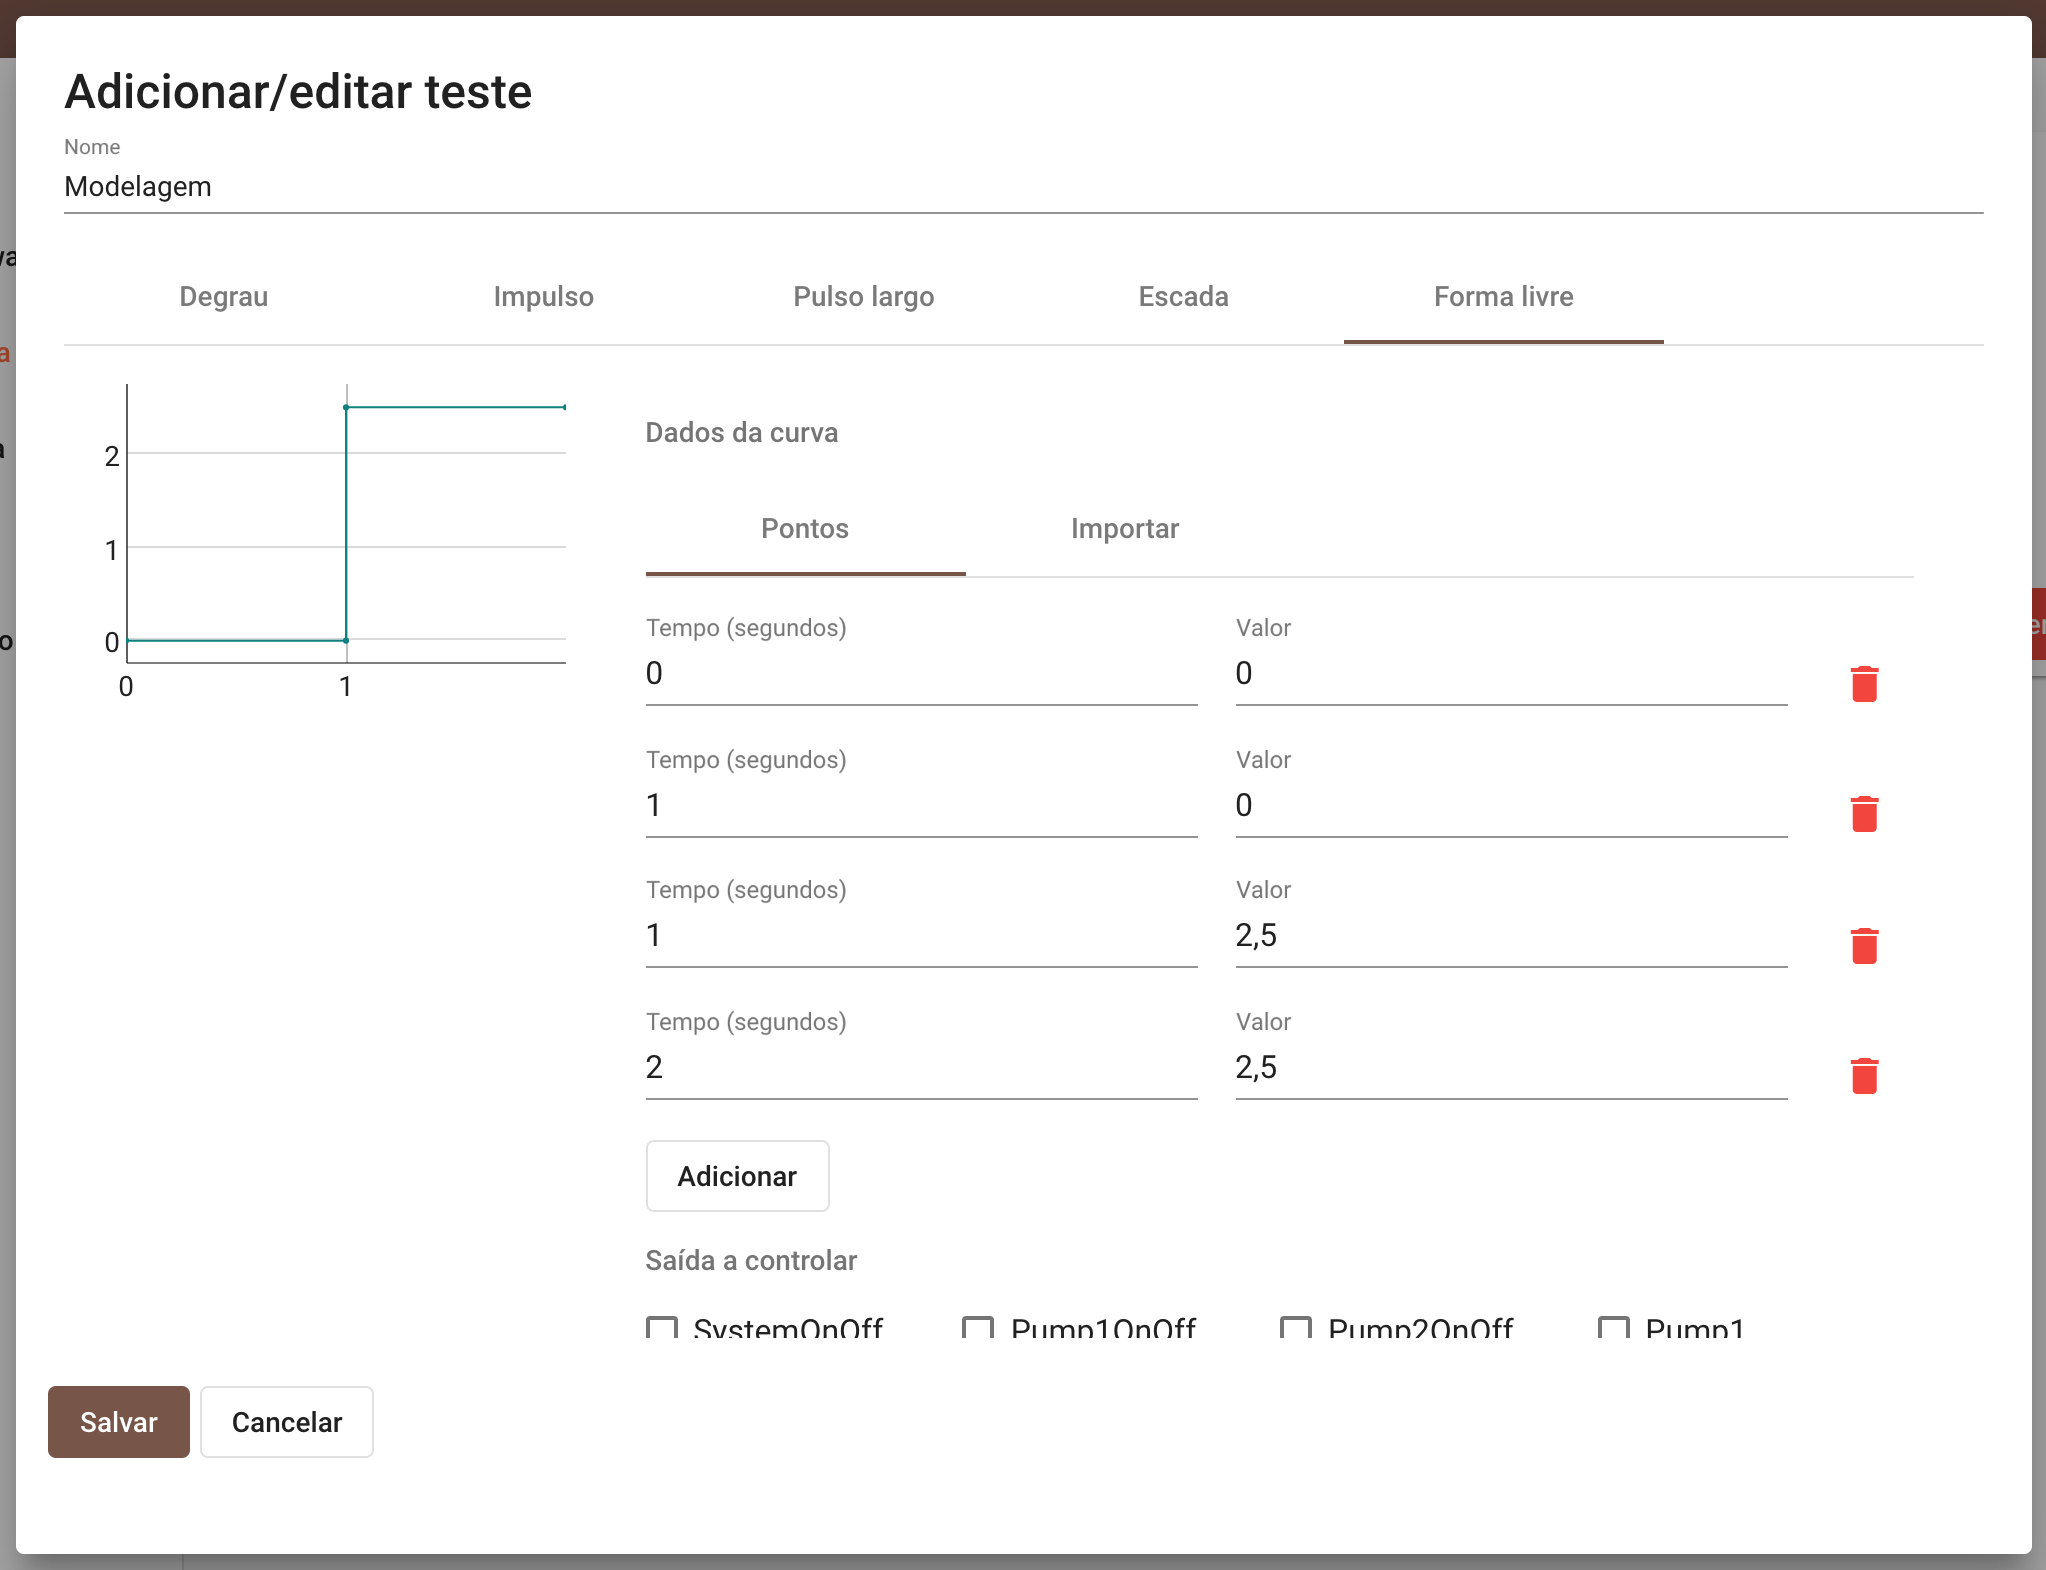 Adicionar/editar teste
Nome
Modelagem
Degrau Impulso Pulso largo Escada Forma livre
2
1
0
0 1
Dados da curva
Pontos Importar
Tempo (segundos) Valor
0 0
Tempo (segundos) Valor
1 0
Tempo (segundos) Valor
1 2,5
Tempo (segundos) Valor
2 2,5
Adicionar
Saída a controlar
SystemOnOff Pump1OnOff Pump2OnOff Pump1
Salvar Cancelar